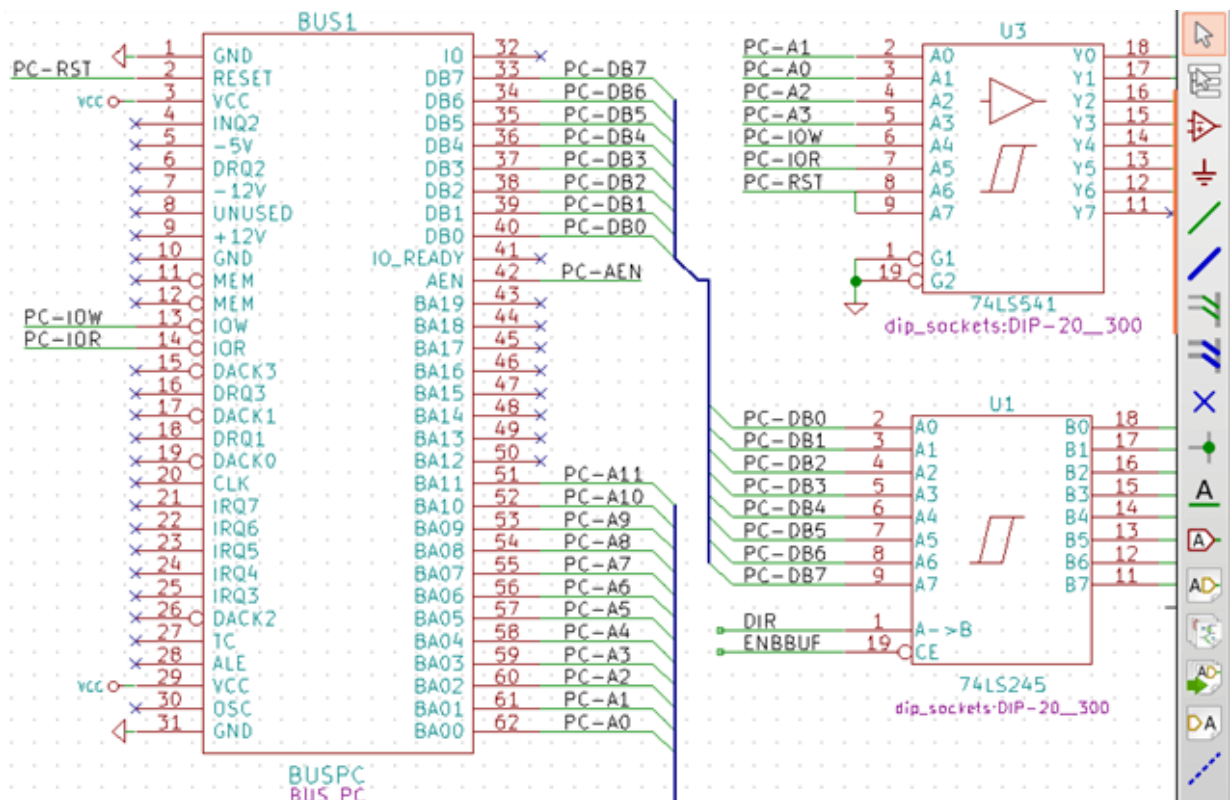 BUS1
1 GND
PC-RST 2 RESET
VCC 3 VCC
4 INQ2
5 -5V
6 DRQ2
7 -12V
8 UNUSED
9 +12V
10 GND
11 MEM
12 MEM
PC-IOW 13 IOW
PC-IOR 14 IOR
15 DACK3
16 DRQ3
17 DACK1
18 DRQ1
19 DACK0
20 CLK
21 IRQ7
22 IRQ6
23 IRQ5
24 IRQ4
25 IRQ3
26 DACK2
27 TC
28 ALE
VCC 29 VCC
30 OSC
31 GND
IO 32
DB7 33 PC-DB7
DB6 34 PC-DB6
DB5 35 PC-DB5
DB4 36 PC-DB4
DB3 37 PC-DB3
DB2 38 PC-DB2
DB1 39 PC-DB1
DB0 40 PC-DB0
IO_READY 41
AEN 42 PC-AEN
BA19 43
BA18 44
BA17 45
BA16 46
BA15 47
BA14 48
BA13 49
BA12 50
BA11 51 PC-A11
BA10 52 PC-A10
BA09 53 PC-A9
BA08 54 PC-A8
BA07 55 PC-A7
BA06 56 PC-A6
BA05 57 PC-A5
BA04 58 PC-A4
BA03 59 PC-A3
BA02 60 PC-A2
BA01 61 PC-A1
BA00 62 PC-A0
BUSPC
BUS_PC
U3
PC-A1 2 A0 Y0 18
PC-A0 3 A1 Y1 17
PC-A2 4 A2 Y2 16
PC-A3 5 A3 Y3 15
PC-IOW 6 A4 Y4 14
PC-IOR 7 A5 Y5 13
PC-RST 8 A6 Y6 12
9 A7 Y7 11
1 G1
19 G2
74LS541
dip_sockets:DIP-20__300
U1
PC-DB0 2 A0 B0 18
PC-DB1 3 A1 B1 17
PC-DB2 4 A2 B2 16
PC-DB3 5 A3 B3 15
PC-DB4 6 A4 B4 14
PC-DB5 7 A5 B5 13
PC-DB6 8 A6 B6 12
PC-DB7 9 A7 B7 11
DIR 1 A->B
ENBBUF 19 CE
74LS245
dip_sockets:DIP-20__300
A
A
AD
AD
DA